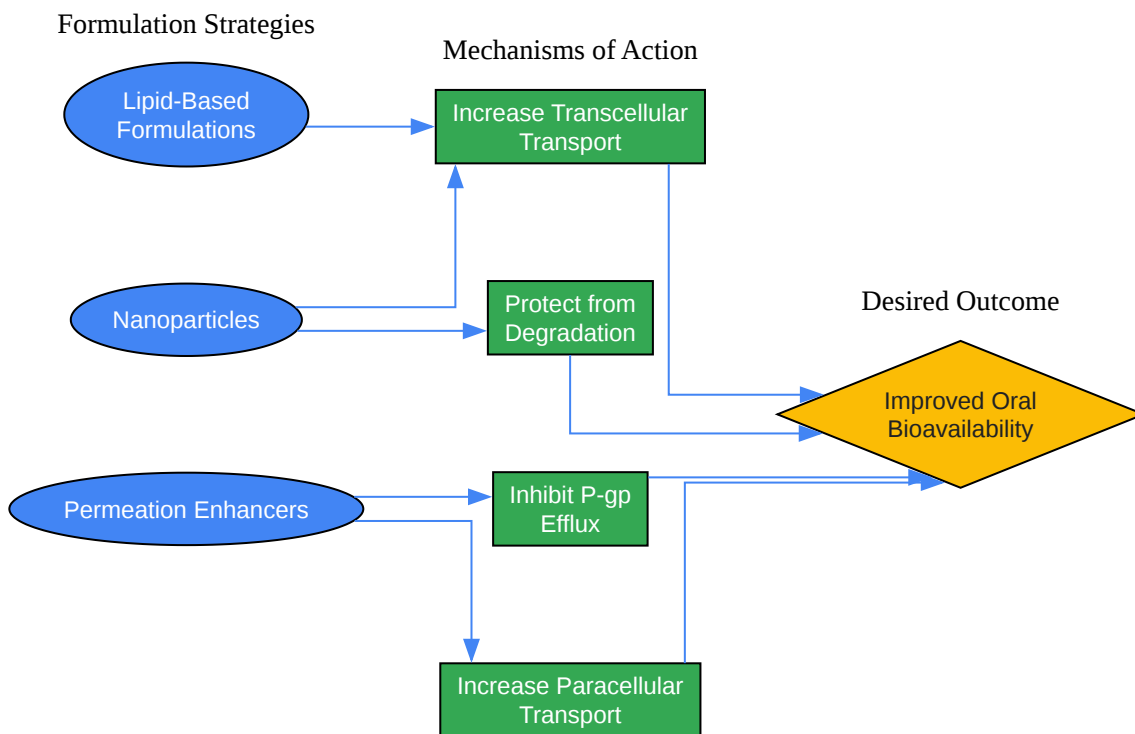 Formulation Strategies
Mechanisms of Action
Lipid-Based
Formulations
Increase Transcellular
Transport
Nanoparticles
Protect from
Degradation
Desired Outcome
Improved Oral
Bioavailability
Permeation Enhancers
Inhibit P-gp
Efflux
Increase Paracellular
Transport